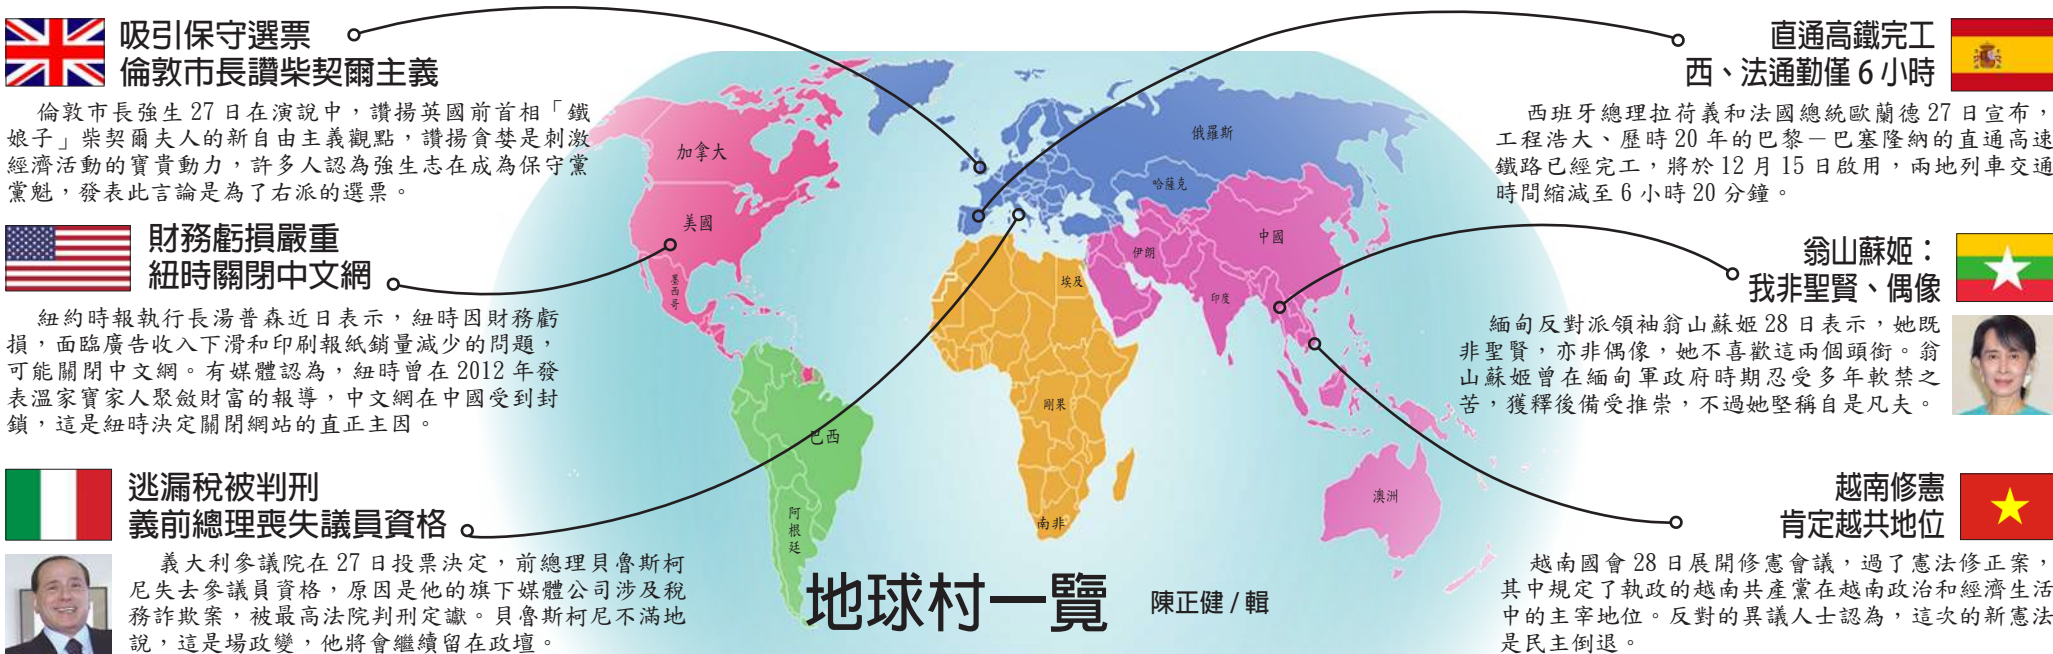 吸引保守選票
倫敦市長讚柴契爾主義
倫敦市長強生 27 日在演說中，讚揚英國前首相「鐵
娘子」柴契爾夫人的新自由主義觀點，讚揚貪婪是刺激
經濟活動的寶貴動力，許多人認為強生志在成為保守黨
黨魁，發表此言論是為了右派的選票。
財務虧損嚴重
紐時關閉中文網
紐約時報執行長湯普森近日表示，紐時因財務虧
損，面臨廣告收入下滑和印刷報紙銷量減少的問題，
可能關閉中文網。有媒體認為，紐時曾在 2012 年發
表溫家寶家人聚斂財富的報導，中文網在中國受到封
鎖，這是紐時決定關閉網站的直正主因。
逃漏稅被判刑
義前總理喪失議員資格
義大利參議院在 27 日投票決定，前總理貝魯斯柯
尼失去參議員資格，原因是他的旗下媒體公司涉及稅
務詐欺案，被最高法院判刑定讞。貝魯斯柯尼不滿地
說，這是場政變，他將會繼續留在政壇。
加拿大
美國
墨西哥
巴西
阿根廷
俄羅斯
哈薩克
中國
伊朗
印度
埃及
剛果
南非
澳洲
地球村一覽
陳正健 / 輯
直通高鐵完工
西、法通勤僅 6 小時
西班牙總理拉荷義和法國總統歐蘭德 27 日宣布，
工程浩大、歷時 20 年的巴黎－巴塞隆納的直通高速
鐵路已經完工，將於 12 月 15 日啟用，兩地列車交通
時間縮減至 6 小時 20 分鐘。
翁山蘇姬：
我非聖賢、偶像
緬甸反對派領袖翁山蘇姬 28 日表示，她既
非聖賢，亦非偶像，她不喜歡這兩個頭銜。翁
山蘇姬曾在緬甸軍政府時期忍受多年軟禁之
苦，獲釋後備受推崇，不過她堅稱自是凡夫。
越南修憲
肯定越共地位
越南國會 28 日展開修憲會議，過了憲法修正案，
其中規定了執政的越南共產黨在越南政治和經濟生活
中的主宰地位。反對的異議人士認為，這次的新憲法
是民主倒退。